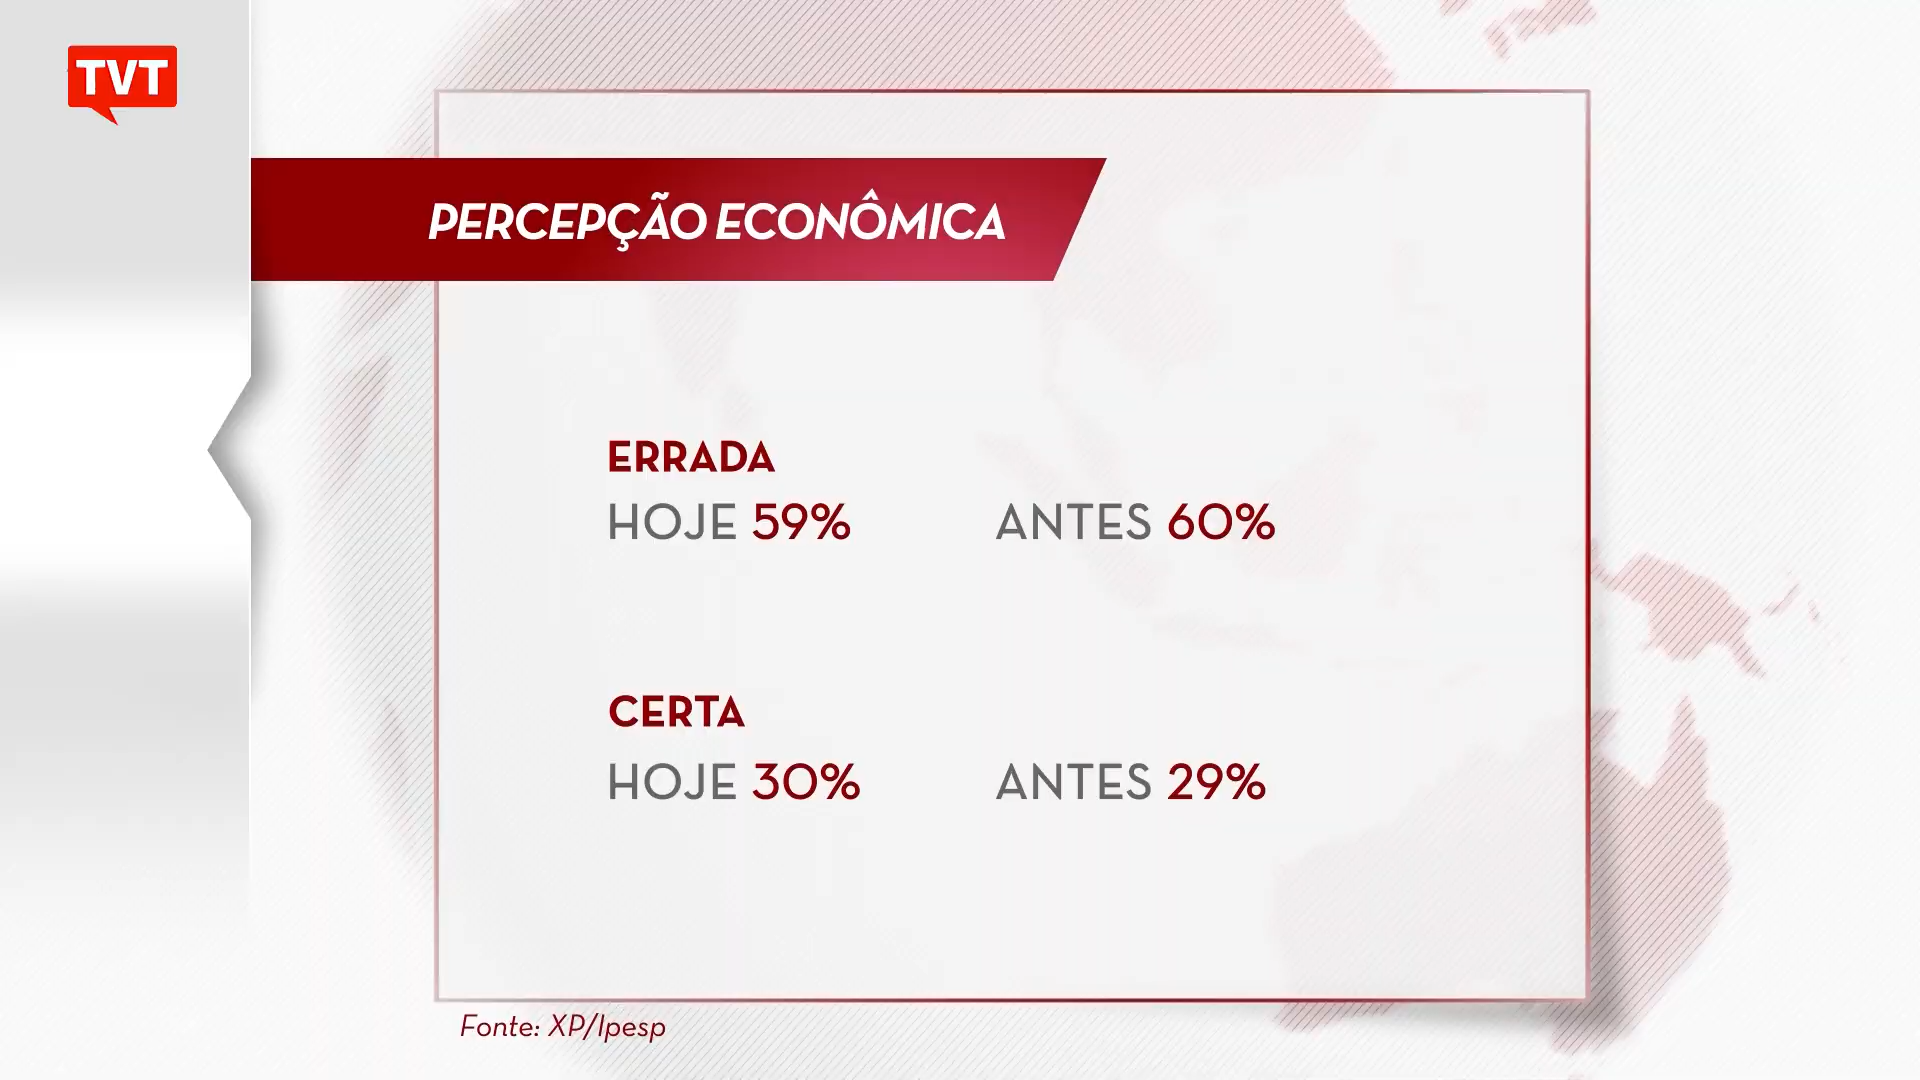 TVT
PERCEPÇÃO ECONÔMICA
ERRADA
HOJE 59% ANTES 60%
CERTA
HOJE 30% ANTES 29%
Fonte: XP/Ipesp